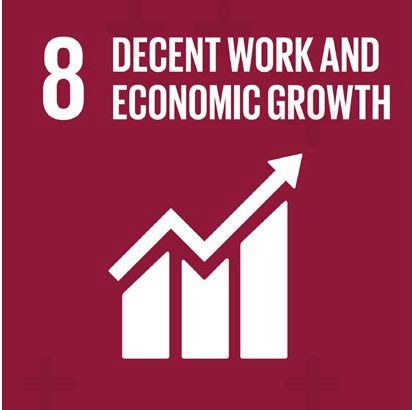 8 DECENT WORK AND
ECONOMIC GROWTH